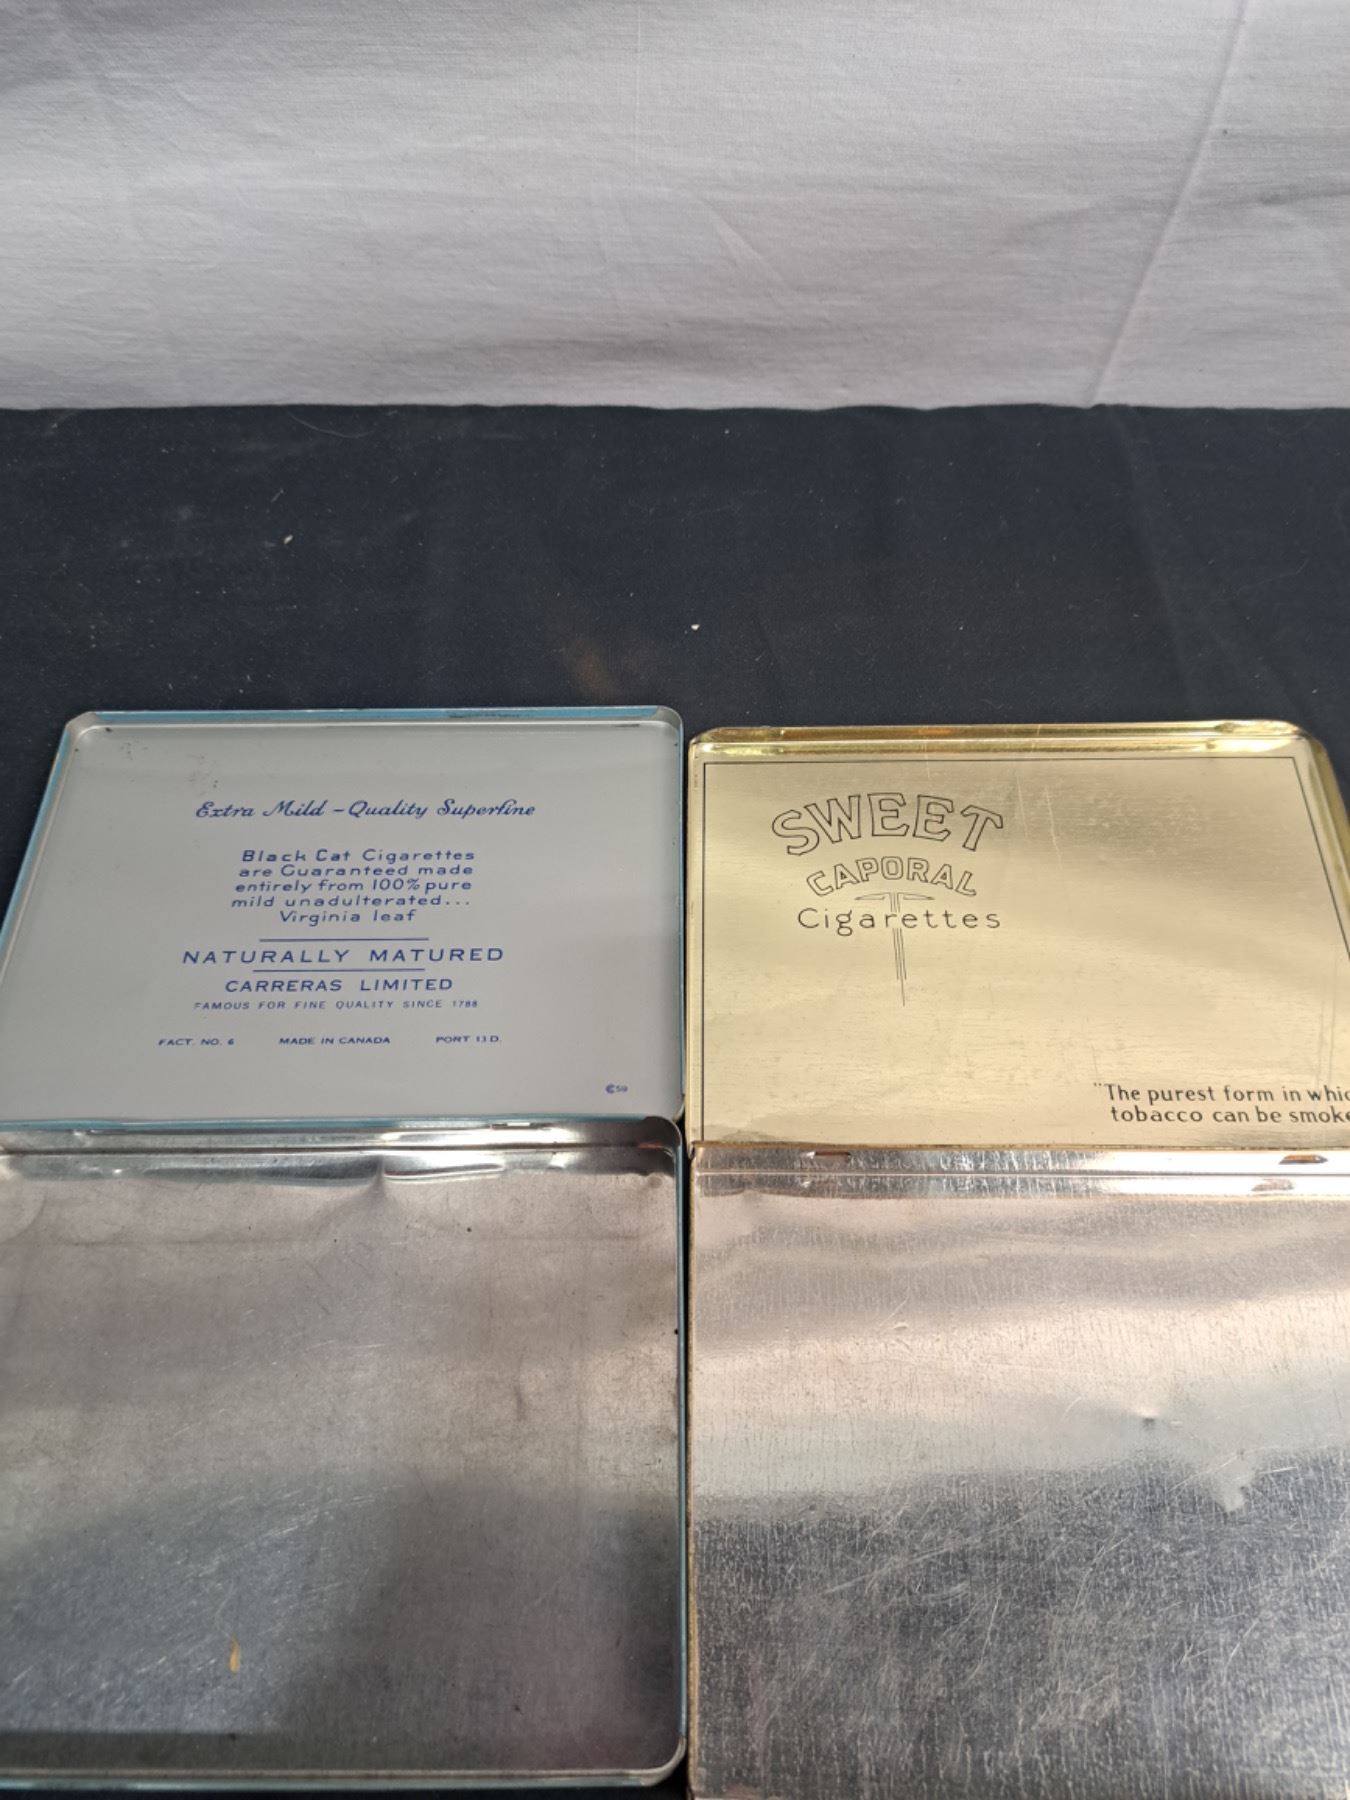 Extra Mild - Quality Superfine
Black Cat Cigarettes
are Guaranteed made
entirely from 100% pure
mild unadulterated...
Virginia leaf
NATURALLY MATURED
CARRERAS LIMITED
FAMOUS FOR FINE QUALITY SINCE 1788
FACT. NO. 6 MADE IN CANADA PORT 13 D.
SWEET
CAPORAL
Cigarettes
"The purest form in whic
tobacco can be smoke